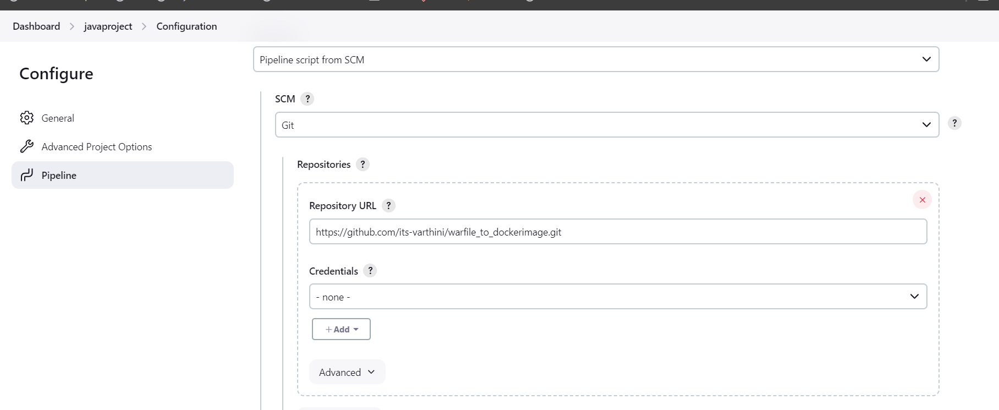 Dashboard > javaproject > Configuration
Configure
General
Advanced Project Options
Pipeline
Pipeline script from SCM
SCM ?
Git
?
Repositories ?
Repository URL ?
https://github.com/its-varthini/warfile_to_dockerimage.git
Credentials ?
- none -
+ Add
Advanced